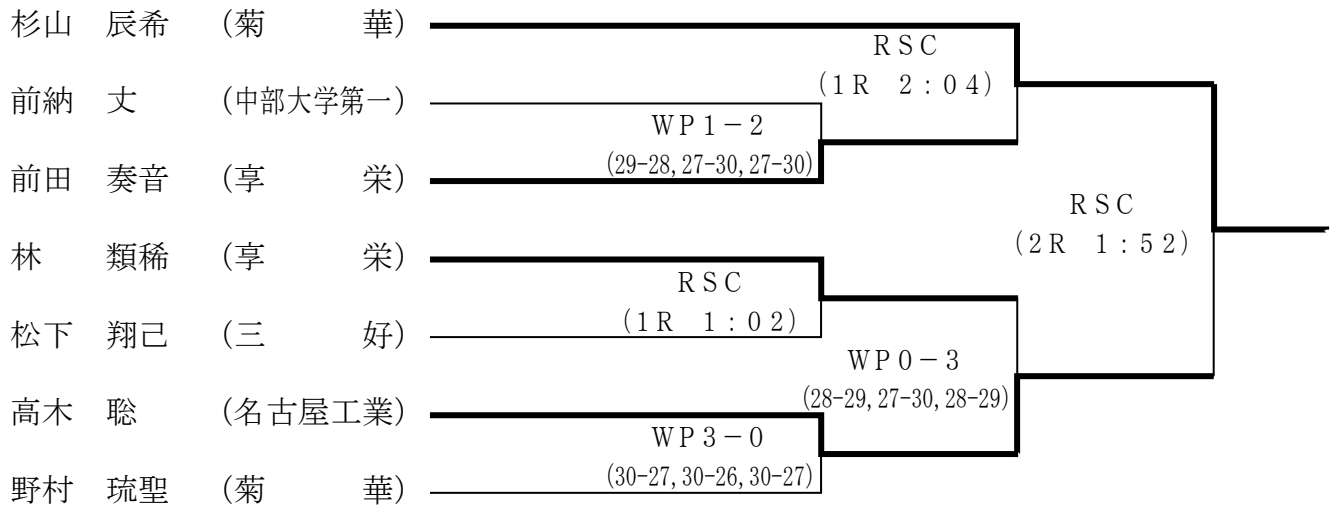 杉山 辰希 (菊 華)
RSC
(1R 2:04)
前納 丈 (中部大学第一)
WP1-2
(29-28,27-30,27-30)
前田 奏音 (享 栄)
RSC
(2R 1:52)
林 類稀 (享 栄)
RSC
(1R 1:02)
松下 翔己 (三 好)
WP0-3
(28-29,27-30,28-29)
高木 聡 (名古屋工業)
WP3-0
(30-27,30-26,30-27)
野村 琉聖 (菊 華)